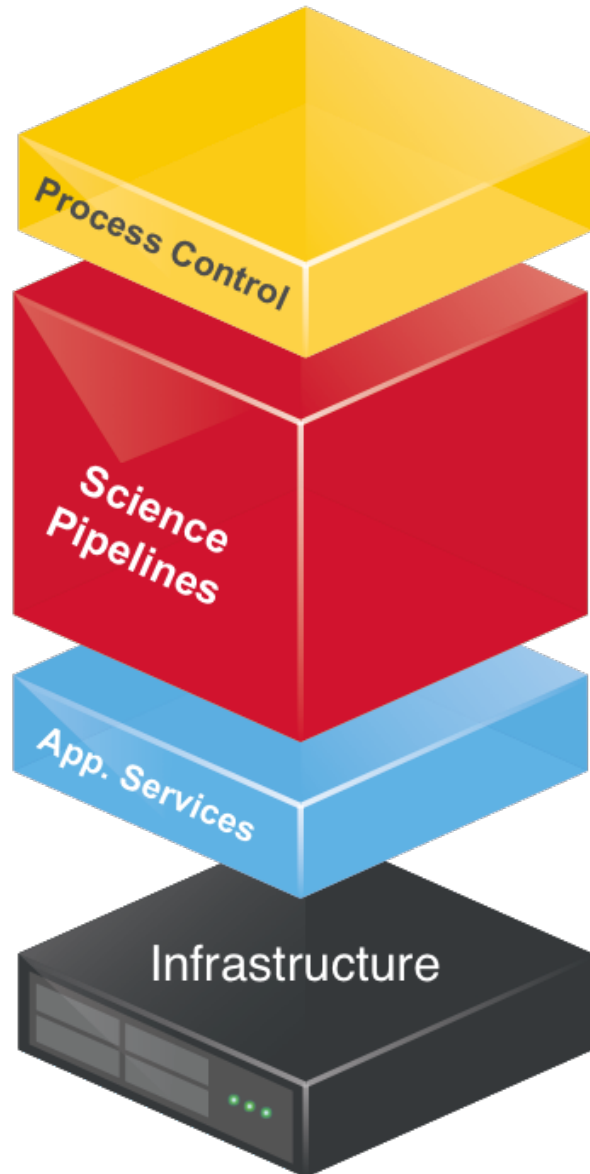 Process Control
Science
Pipelines
App. Services
Infrastructure